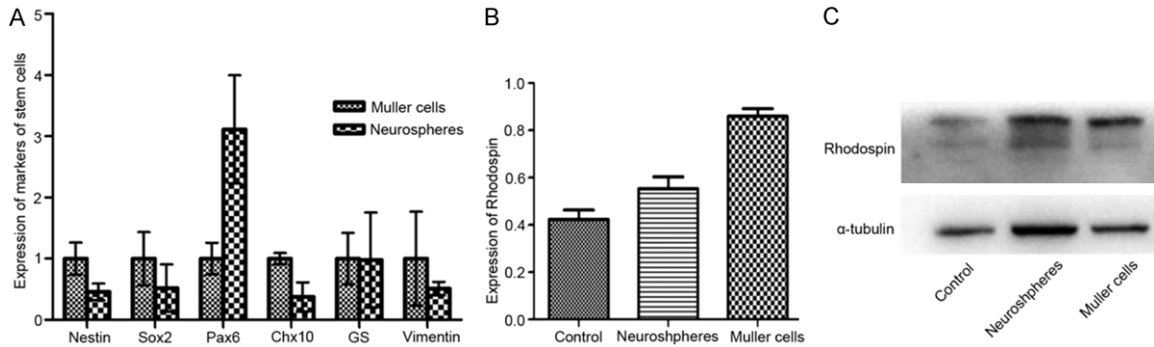 A
Expression of markers of stem cells
5
4
3
2
1
0
Muller cells
Neurospheres
Nestin Sox2 Pax6 Chx10 GS Vimentin
B
Expression of Rhodospin
1.0
0.8
0.6
0.4
0.2
0.0
Control Neuroshpheres Muller cells
C
Rhodospin
α-tubulin
Control
Neuroshpheres
Muller cells